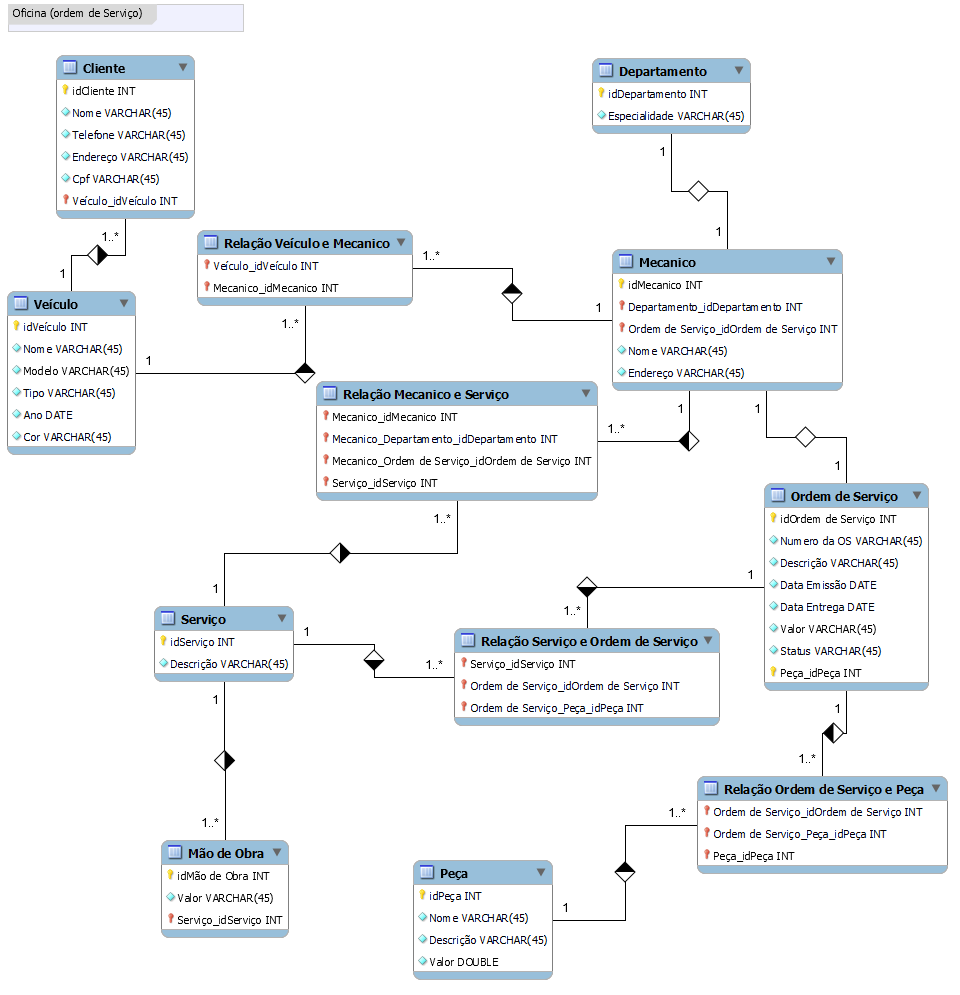 Oficina (ordem de Serviço)
Cliente
idCliente INT
Nome VARCHAR(45)
Telefone VARCHAR(45)
Endereço VARCHAR(45)
Cpf VARCHAR(45)
Veículo_idVeículo INT
1..*
1
Departamento
idDepartamento INT
Especialidade VARCHAR(45)
1
1
Relação Veículo e Mecanico
Veículo_idVeículo INT
Mecanico_idMecanico INT
1..*
1
1..*
1
Mecanico
idMecanico INT
Departamento_idDepartamento INT
Ordem de Serviço_idOrdem de Serviço INT
Nome VARCHAR(45)
Endereço VARCHAR(45)
Veículo
idVeículo INT
Nome VARCHAR(45)
Modelo VARCHAR(45)
Tipo VARCHAR(45)
Ano DATE
Cor VARCHAR(45)
Relação Mecanico e Serviço
Mecanico_idMecanico INT
Mecanico_Departamento_idDepartamento INT
Mecanico_Ordem de Serviço_idOrdem de Serviço INT
Serviço_idServiço INT
1
1..*
1
1
1..*
1
Ordem de Serviço
idOrdem de Serviço INT
Numero da OS VARCHAR(45)
Descrição VARCHAR(45)
Data Emissão DATE
Data Entrega DATE
Valor VARCHAR(45)
Status VARCHAR(45)
Peça_idPeça INT
1
1..*
Serviço
idServiço INT
Descrição VARCHAR(45)
1
1..*
Relação Serviço e Ordem de Serviço
Serviço_idServiço INT
Ordem de Serviço_idOrdem de Serviço INT
Ordem de Serviço_Peça_idPeça INT
1
1..*
1
1..*
Relação Ordem de Serviço e Peça
Ordem de Serviço_idOrdem de Serviço INT
Ordem de Serviço_Peça_idPeça INT
Peça_idPeça INT
Mão de Obra
idMão de Obra INT
Valor VARCHAR(45)
Serviço_idServiço INT
1..*
1
Peça
idPeça INT
Nome VARCHAR(45)
Descrição VARCHAR(45)
Valor DOUBLE